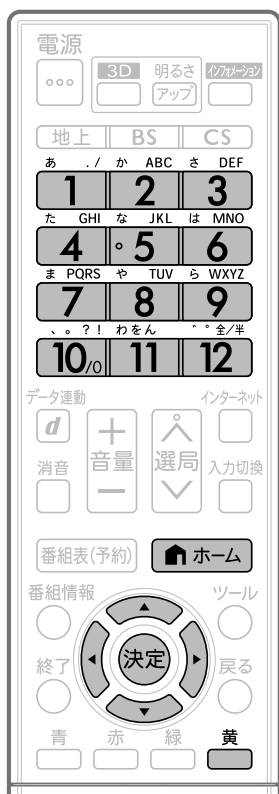 電源
3D 明るさ インフォメーション
アップ
地上 BS CS
あ ./ か ABC さ DEF
1 2 3
た GHI な JKL は MNO
4 5 6
ま PQRS や TUV ら WXYZ
7 8 9
、。?! わをん ゛゜全/半
10/0 11 12
データ連動 インターネット
d + 
消音 音量 選局 入力切換
−
番組表(予約) ホーム
番組情報 ツール
決定
終了 戻る
青 赤 緑 黄